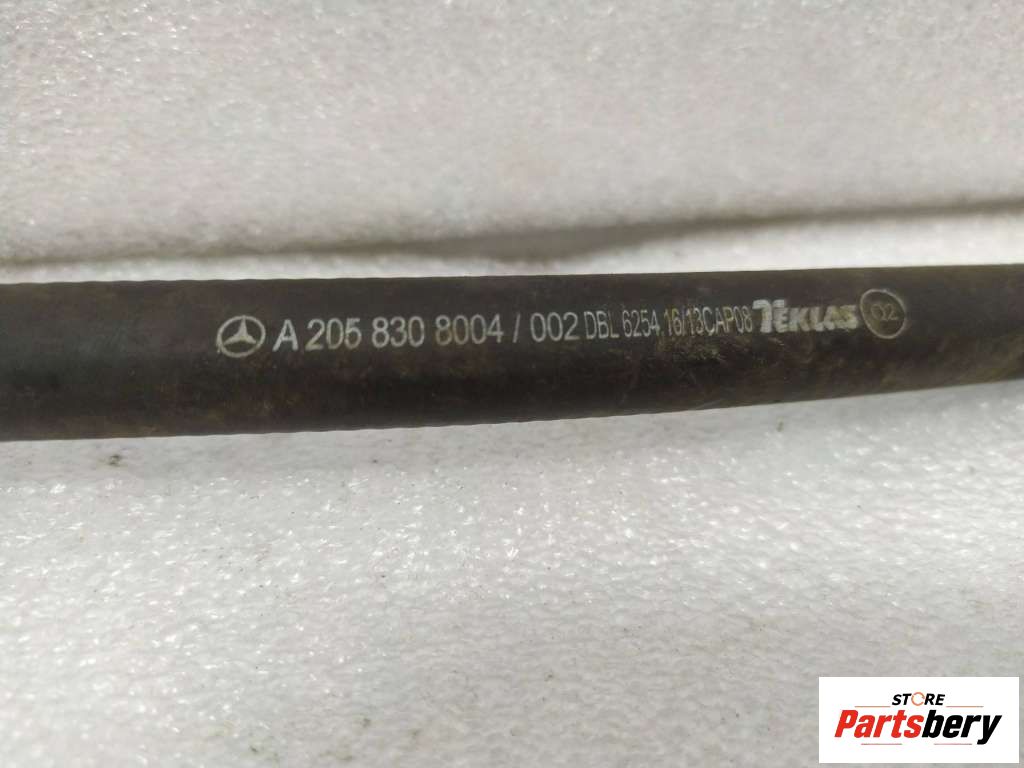 A 205 830 8004 / 002 DBL 6254 16/13CAP08 TEKLAS 02
STORE
Partsbery